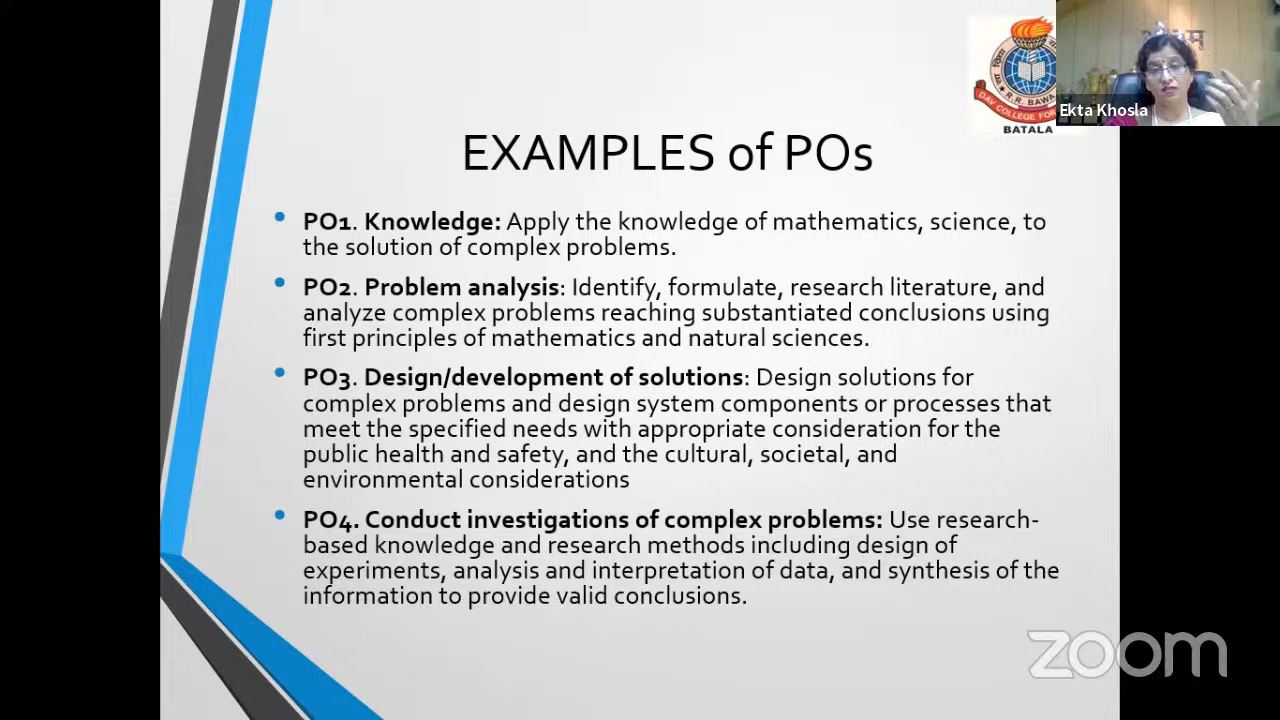 R.R. BAWA
DAV COLLEGE FOR
BATALA
Ekta Khosla
EXAMPLES of POs
• PO1. Knowledge: Apply the knowledge of mathematics, science, to
the solution of complex problems.
• PO2. Problem analysis: Identify, formulate, research literature, and
analyze complex problems reaching substantiated conclusions using
first principles of mathematics and natural sciences.
• PO3. Design/development of solutions: Design solutions for
complex problems and design system components or processes that
meet the specified needs with appropriate consideration for the
public health and safety, and the cultural, societal, and
environmental considerations
• PO4. Conduct investigations of complex problems: Use research-
based knowledge and research methods including design of
experiments, analysis and interpretation of data, and synthesis of the
information to provide valid conclusions.
zoom